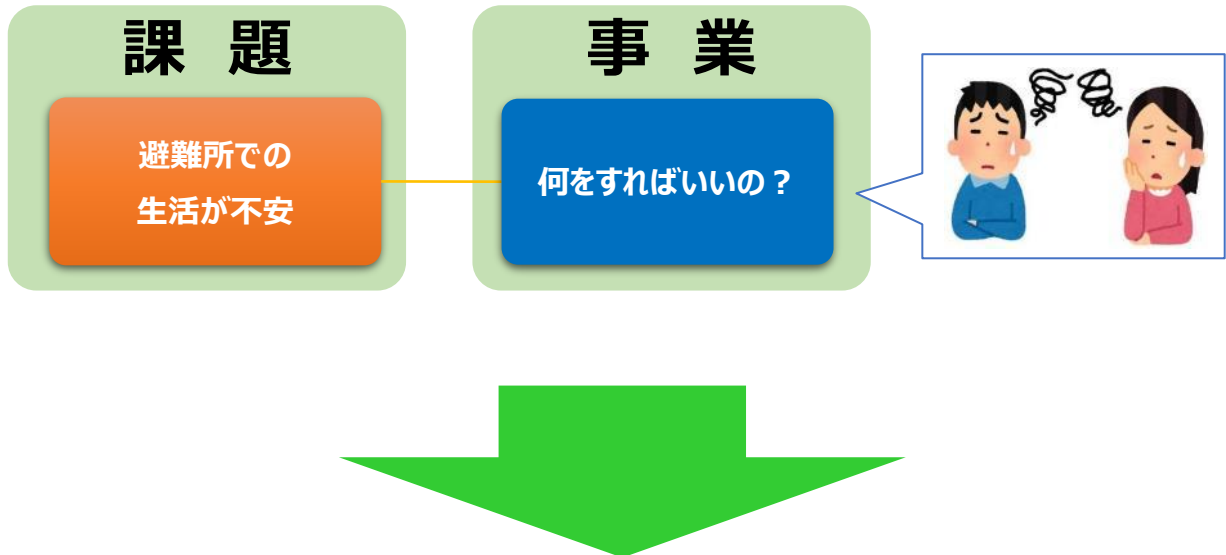 課 題
避難所での
生活が不安
事 業
何をすればいいの？